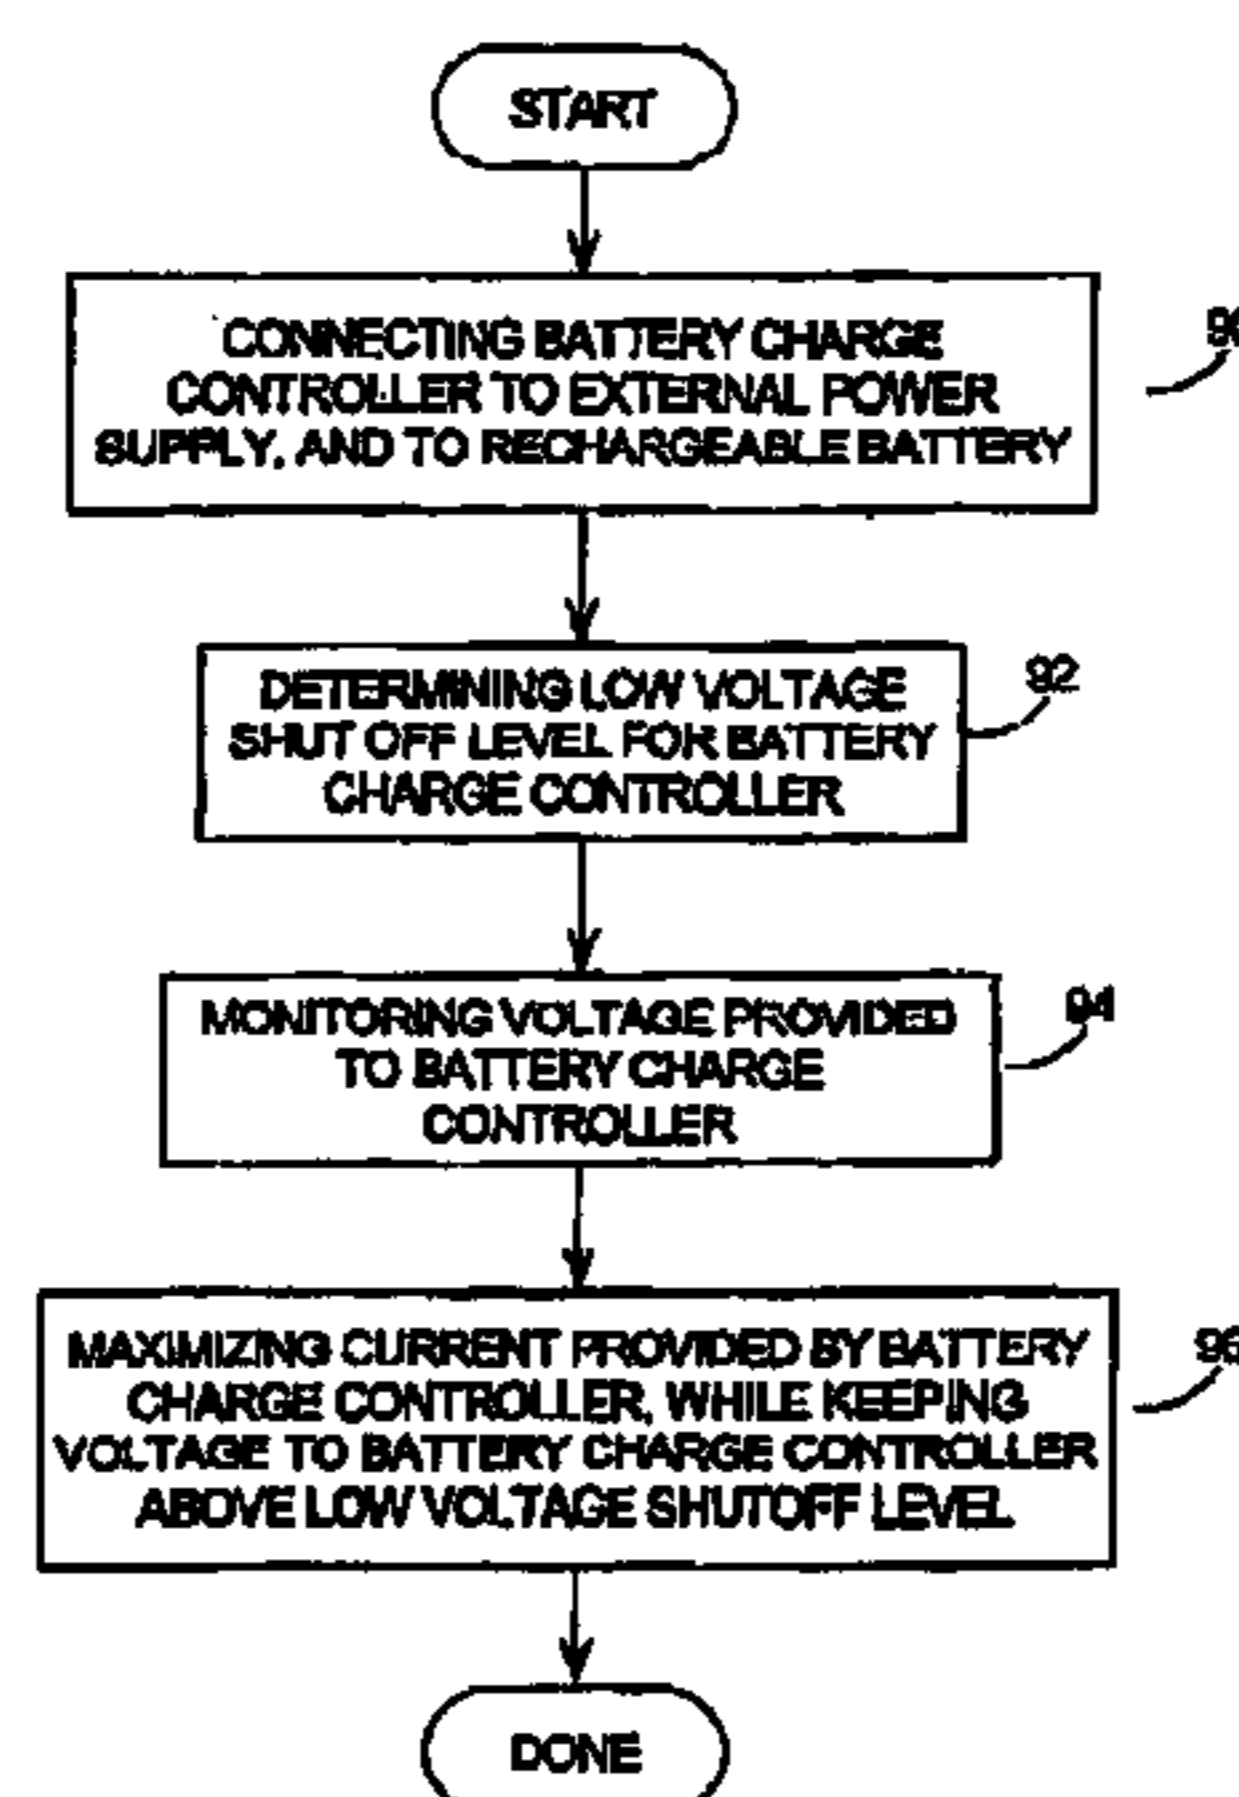 START
CONNECTING BATTERY CHARGE
CONTROLLER TO EXTERNAL POWER
SUPPLY, AND TO RECHARGEABLE BATTERY
DETERMINING LOW VOLTAGE
SHUT OFF LEVEL FOR BATTERY
CHARGE CONTROLLER
92
MONITORING VOLTAGE PROVIDED
TO BATTERY CHARGE
CONTROLLER
94
MAXIMIZING CURRENT PROVIDED BY BATTERY
CHARGE CONTROLLER, WHILE KEEPING
VOLTAGE TO BATTERY CHARGE CONTROLLER
ABOVE LOW VOLTAGE SHUTOFF LEVEL
DONE